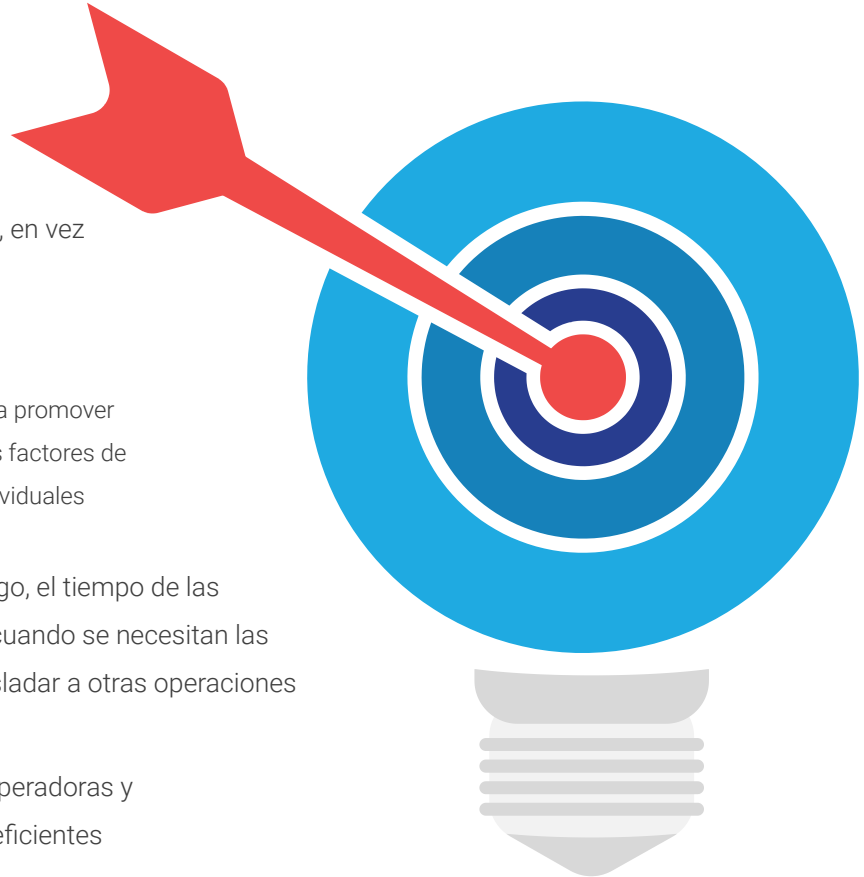 , en vez
a promover
s factores de
viduales
go, el tiempo de las
cuando se necesitan las
sladar a otras operaciones
peradoras y
eficientes